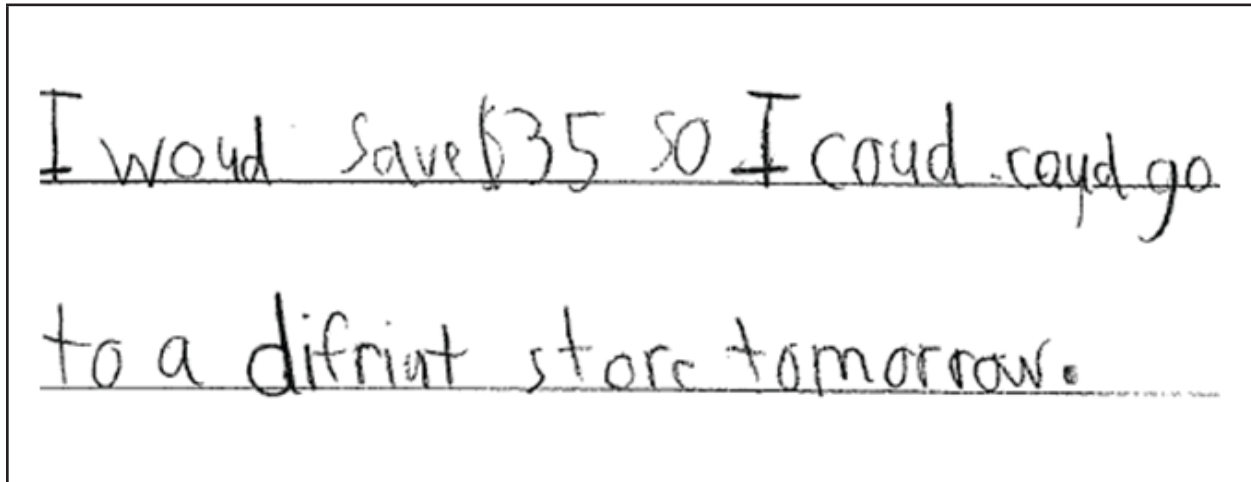 I woud save $35 so I coud coud go
to a difrint store tomorrow.